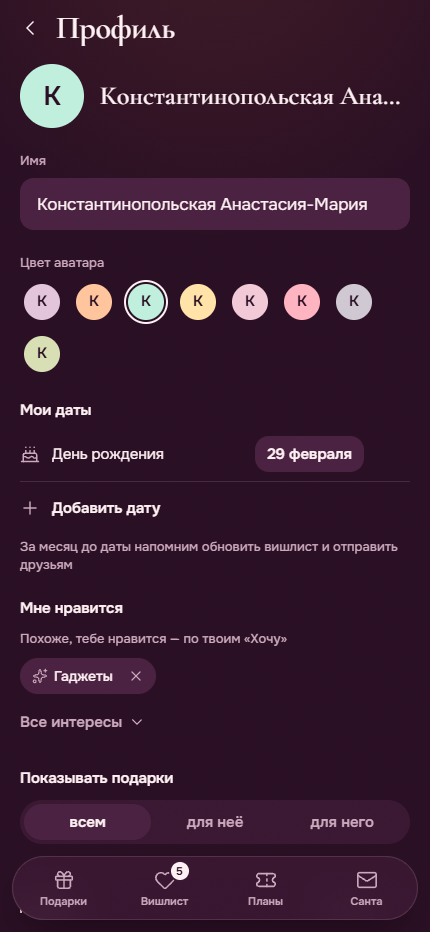 Профиль
К
Константинопольская Ана...
Имя
Константинопольская Анастасия-Мария
Цвет аватара
К К К К К К К
К
Мои даты
День рождения 29 февраля
Добавить дату
За месяц до даты напомним обновить вишлист и отправить
друзьям
Мне нравится
Похоже, тебе нравится — по твоим «Хочу»
Гаджеты
Все интересы
Показывать подарки
всем для неё для него
5
Подарки Вишлист Планы Санта